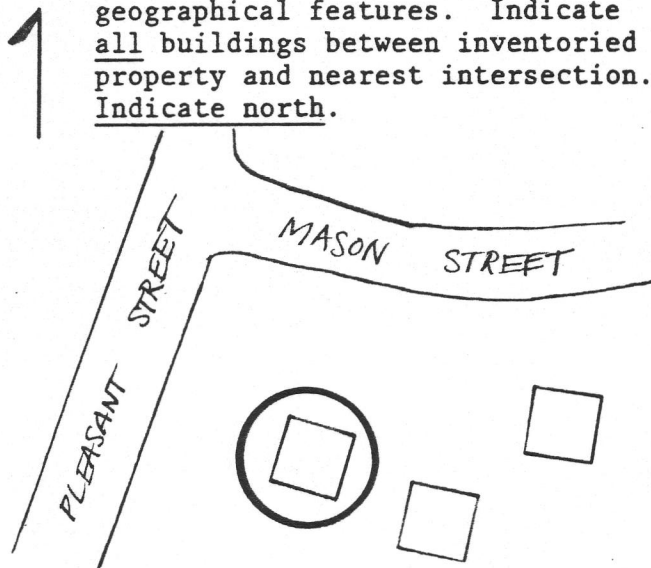 geographical features. Indicate
all buildings between inventoried
property and nearest intersection.
Indicate north.
MASON STREET
PLEASANT STREET